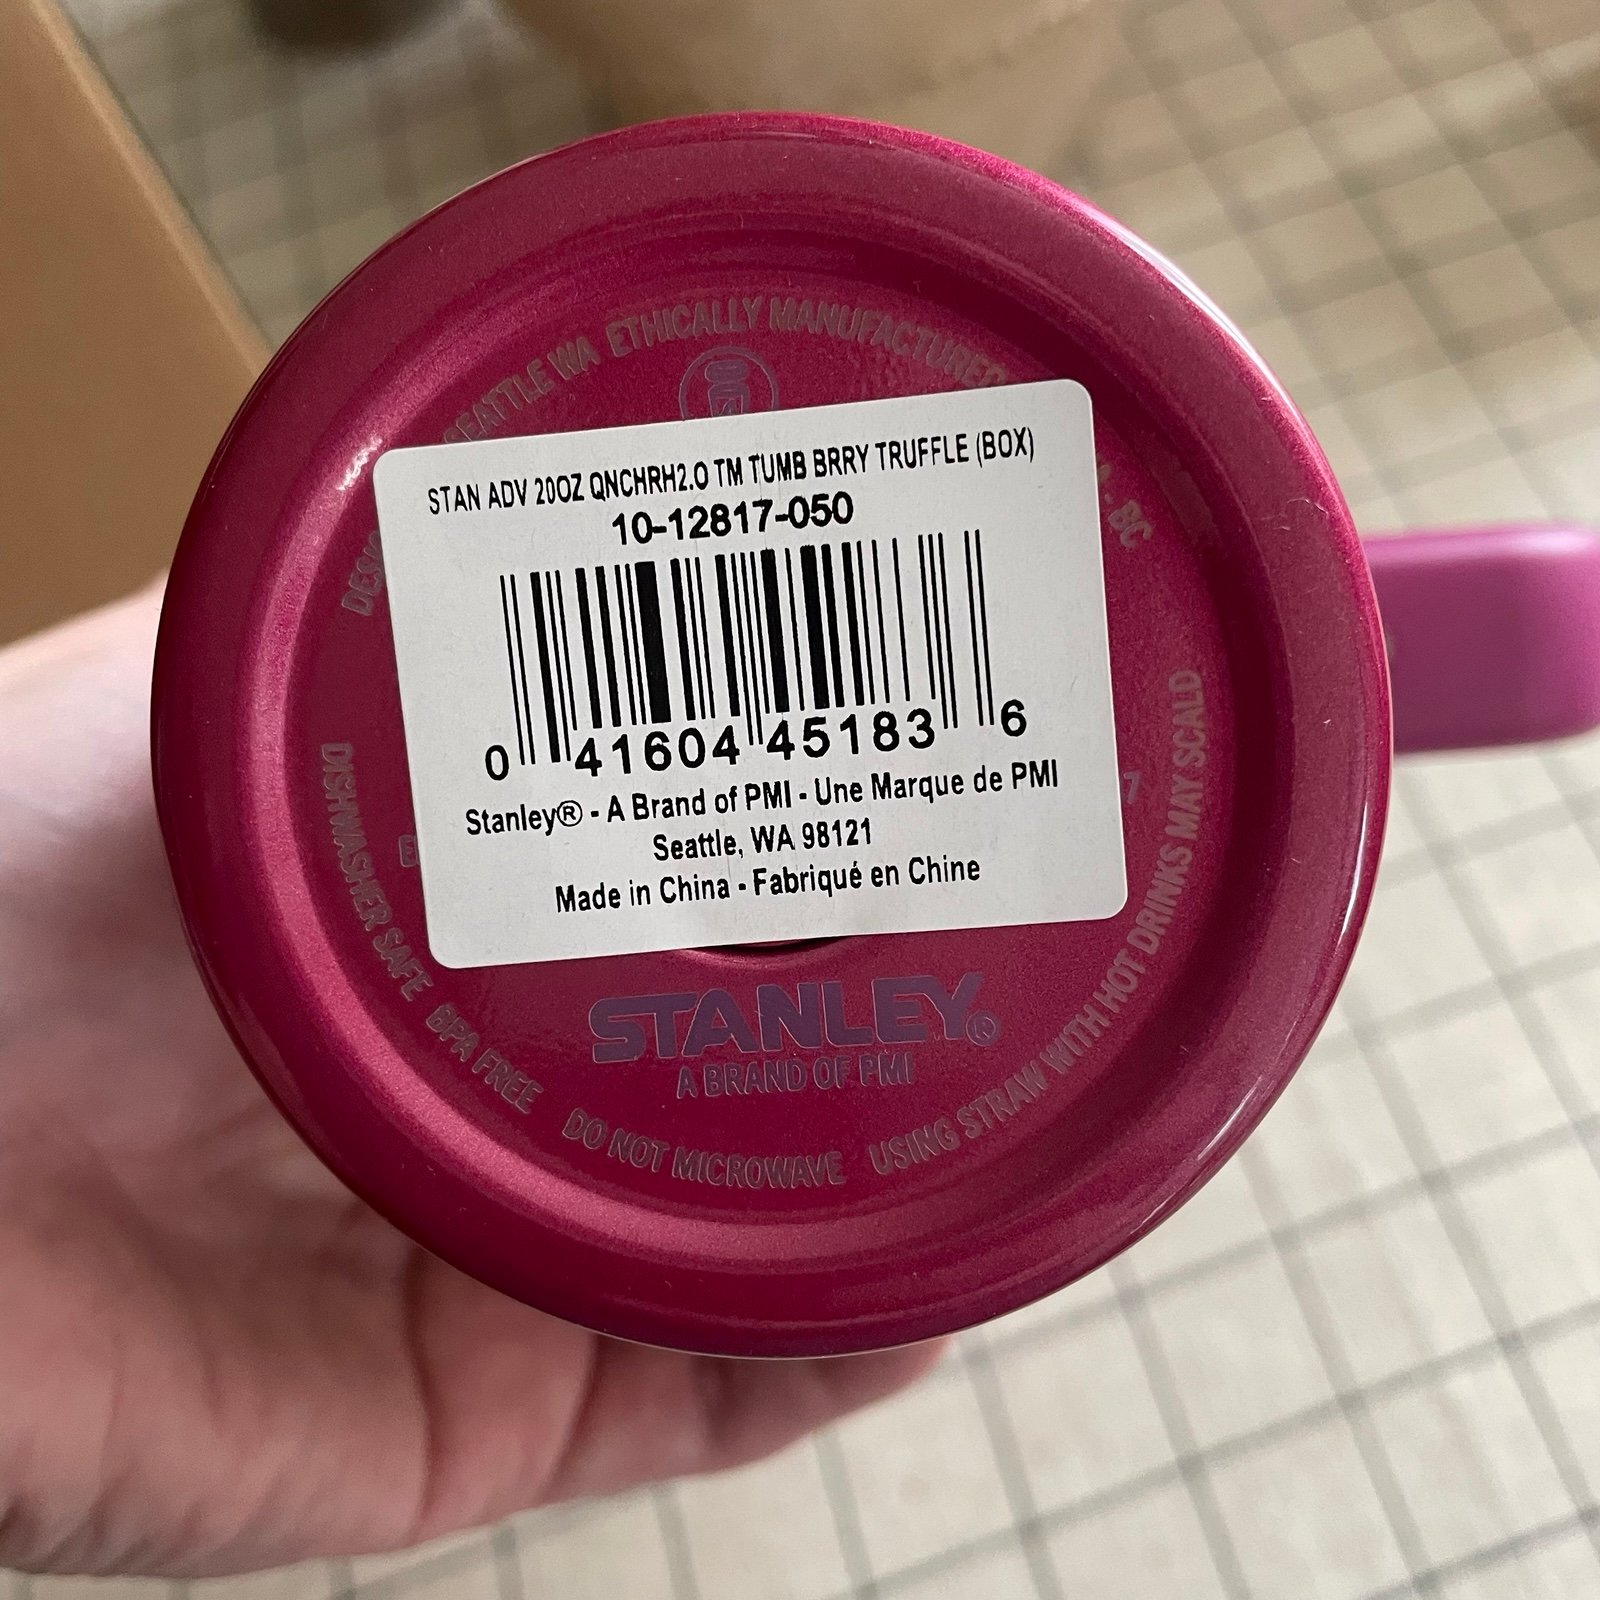 SEATTLE WA ETHICALLY MANUFACTURED
STAN ADV 20OZ QNCHRH2.O TM TUMB BRRY TRUFFLE (BOX)
10-12817-050
0 41604 45183 6
Stanley® - A Brand of PMI - Une Marque de PMI
Seattle, WA 98121
Made in China - Fabriqué en Chine
STANLEY®
A BRAND OF PMI
DISHWASHER SAFE BPA FREE DO NOT MICROWAVE USING STRAW WITH HOT DRINKS MAY SCALD